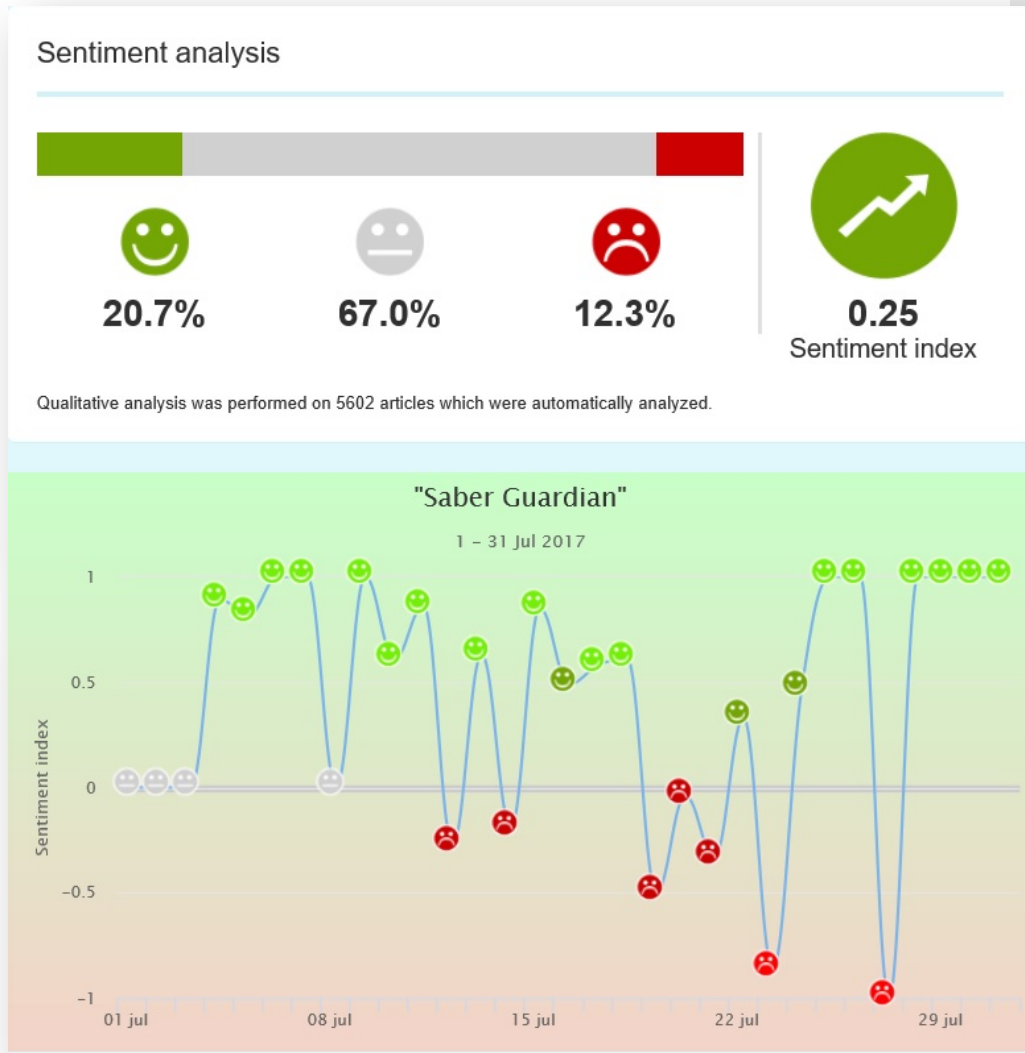 Sentiment analysis
20.7%
67.0%
12.3%
0.25
Sentiment index
Qualitative analysis was performed on 5602 articles which were automatically analyzed.
"Saber Guardian"
1 – 31 Jul 2017
Sentiment index
1
0.5
0
−0.5
−1
01 jul
08 jul
15 jul
22 jul
29 jul